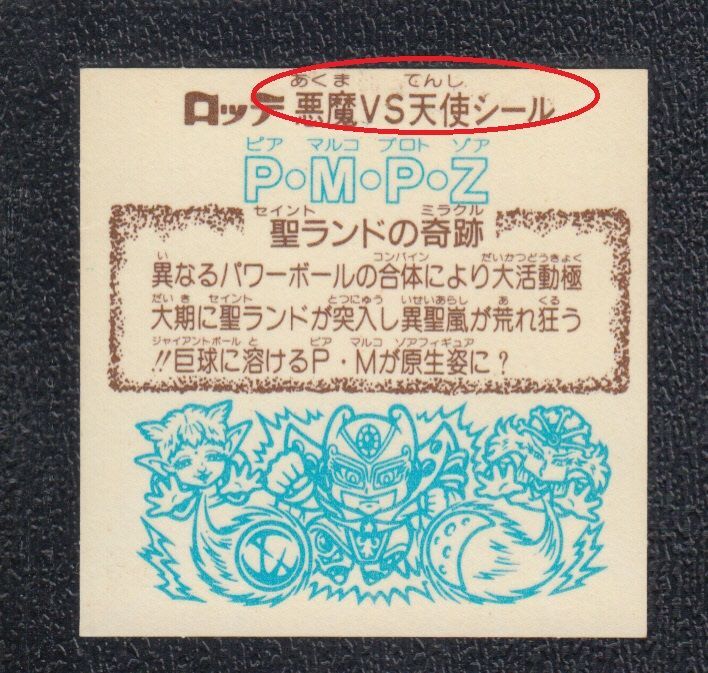 あくま てんし
ロッテ 悪魔VS天使シール
ピア マルコ プロト ゾア
P・M・P・Z
セイント ミラクル
聖ランドの奇跡
い コンバイン だいかつどうきょく
異なるパワーボールの合体により大活動極
だいき セイント とつにゅう いせいあらし あ くる
大期に聖ランドが突入し異聖嵐が荒れ狂う
ジャイアントボール と ピア マルコ ゾアフィギュア
!!巨球に溶けるP・Mが原生姿に?